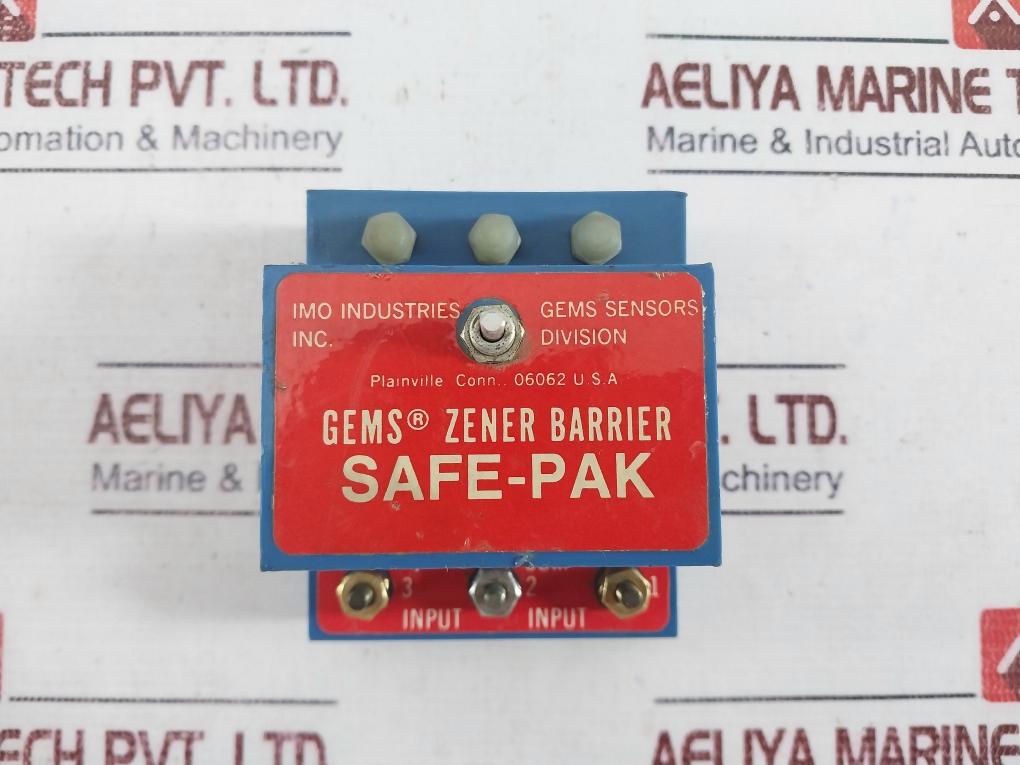 TECH PVT. LTD.
AELIYA MARINE T
omation & Machinery
Marine & Industrial Auto
IMO INDUSTRIES
GEMS SENSORS
INC.
DIVISION
Plainville Conn.. 06062 U.S.A
GEMS® ZENER BARRIER
SAFE-PAK
AELIYA
. LTD.
Marine &
chinery
3
2
1
INPUT
INPUT
ECH PVT. LTD
AELIYA MARINE